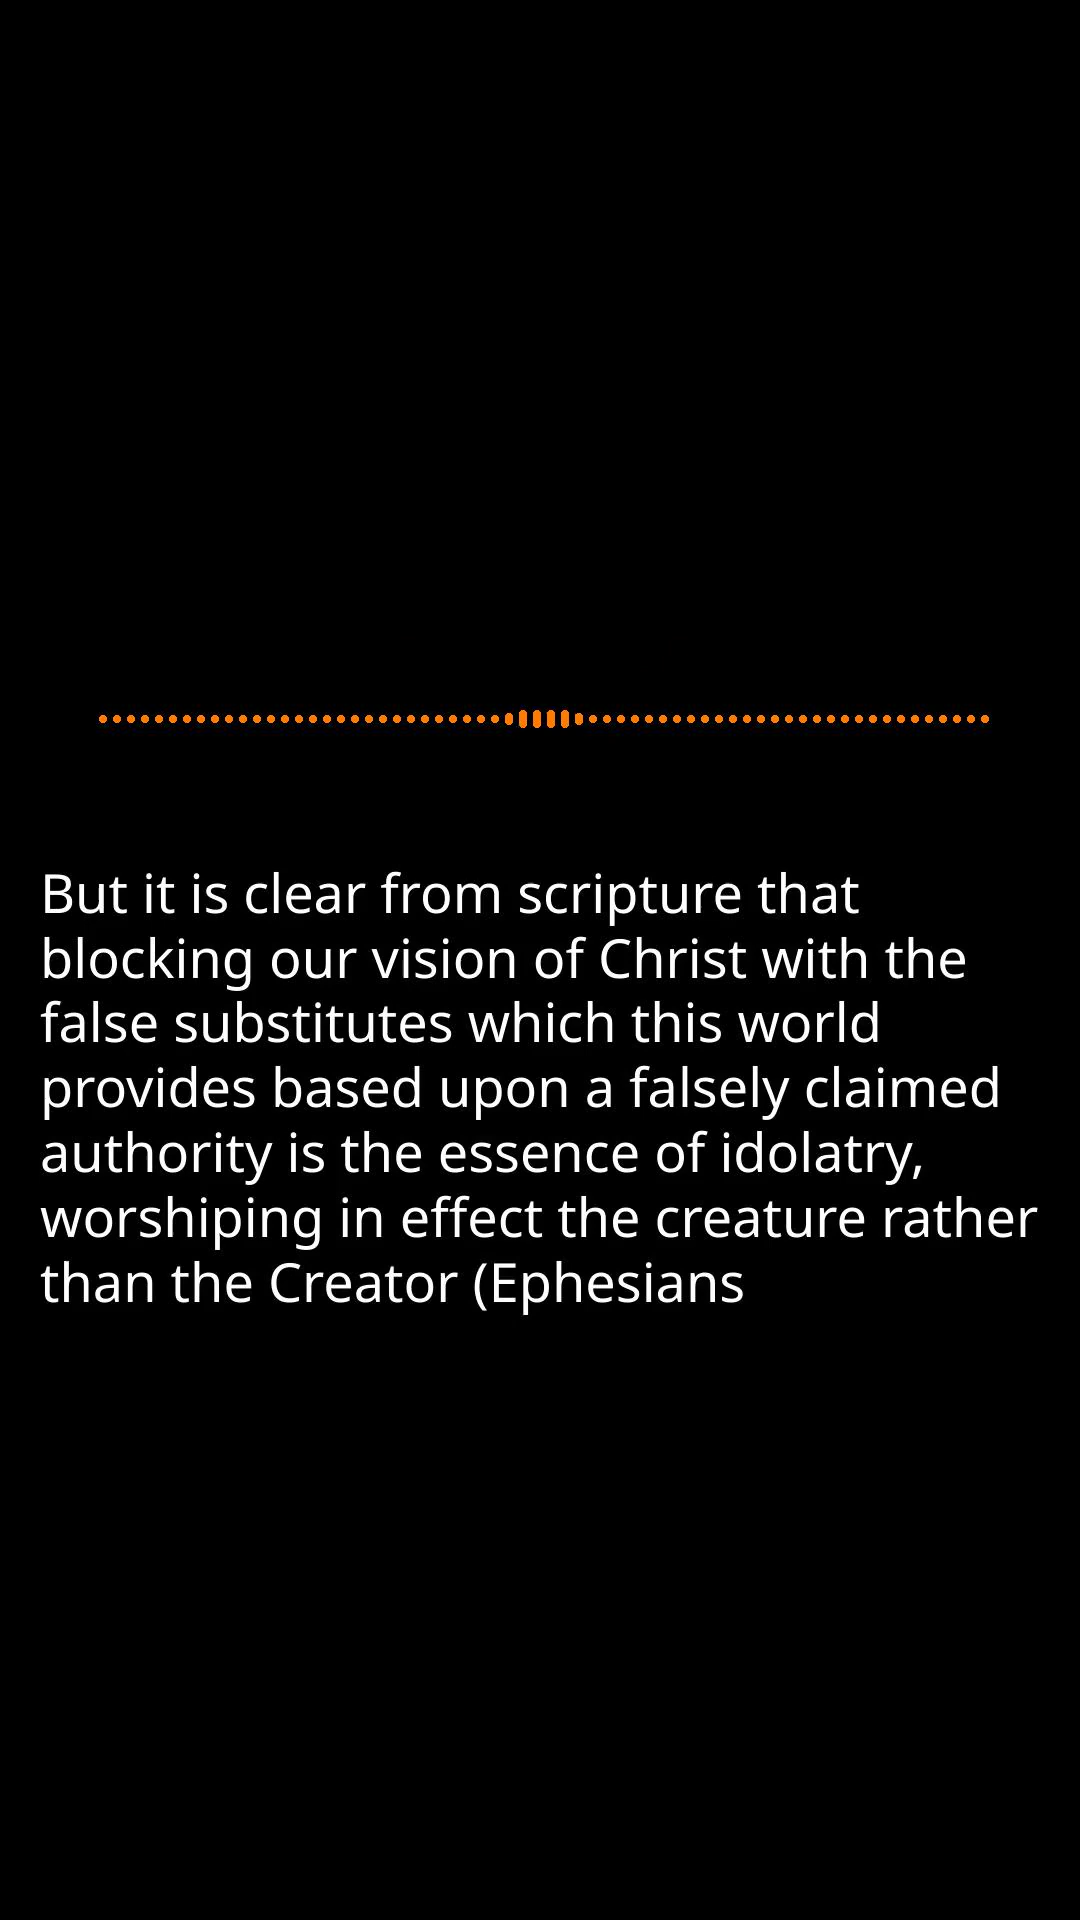 But it is clear from scripture that
blocking our vision of Christ with the
false substitutes which this world
provides based upon a falsely claimed
authority is the essence of idolatry,
worshiping in effect the creature rather
than the Creator (Ephesians